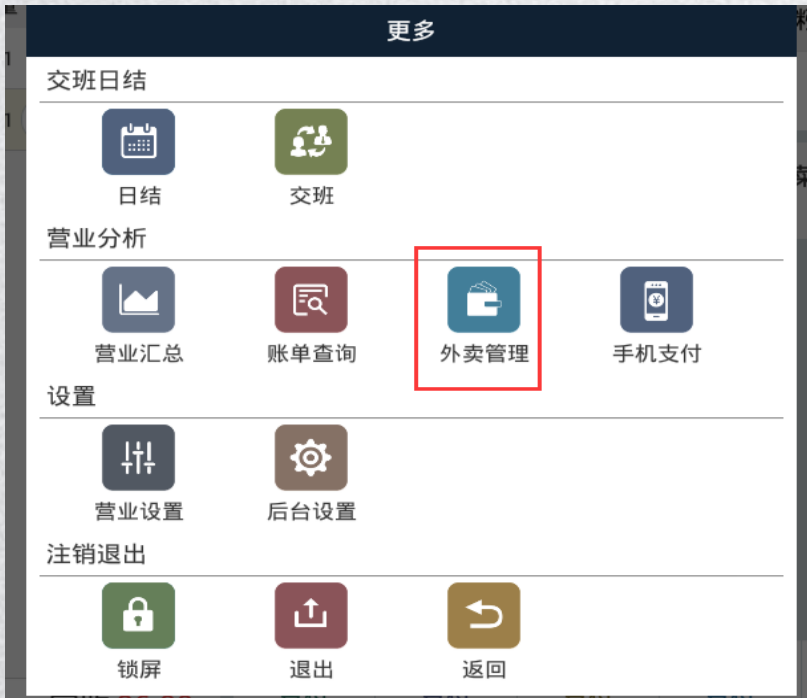 更多
交班日结
日结 交班
营业分析
营业汇总 账单查询 外卖管理 手机支付
设置
营业设置 后台设置
注销退出
锁屏 退出 返回